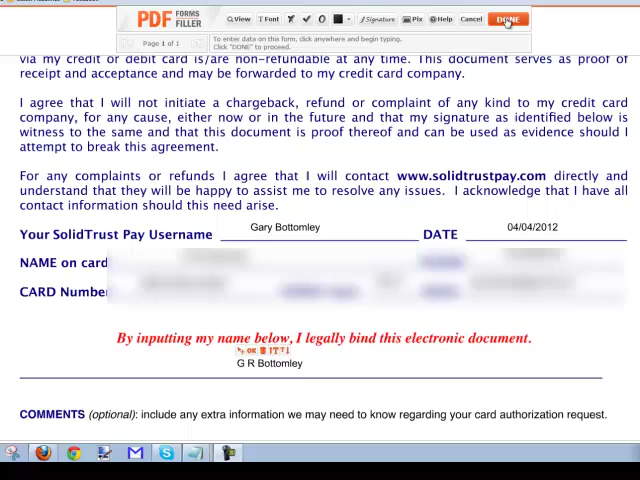 PDF FORMS FILLER
View Font Signature Pix Help Cancel DONE
Page 1 of 1
To enter data on this form, click anywhere and begin typing.
Click "DONE" to proceed.
via my credit or debit card is/are non-refundable at any time. This document serves as proof of
receipt and acceptance and may be forwarded to my credit card company.
I agree that I will not initiate a chargeback, refund or complaint of any kind to my credit card
company, for any cause, either now or in the future and that my signature as identified below is
witness to the same and that this document is proof thereof and can be used as evidence should I
attempt to break this agreement.
For any complaints or refunds I agree that I will contact www.solidtrustpay.com directly and
understand that they will be happy to assist me to resolve any issues. I acknowledge that I have all
contact information should this need arise.
Your SolidTrust Pay Username Gary Bottomley DATE 04/04/2012
NAME on card
CARD Number
By inputting my name below, I legally bind this electronic document.
OK
G R Bottomley
COMMENTS (optional): include any extra information we may need to know regarding your card authorization request.